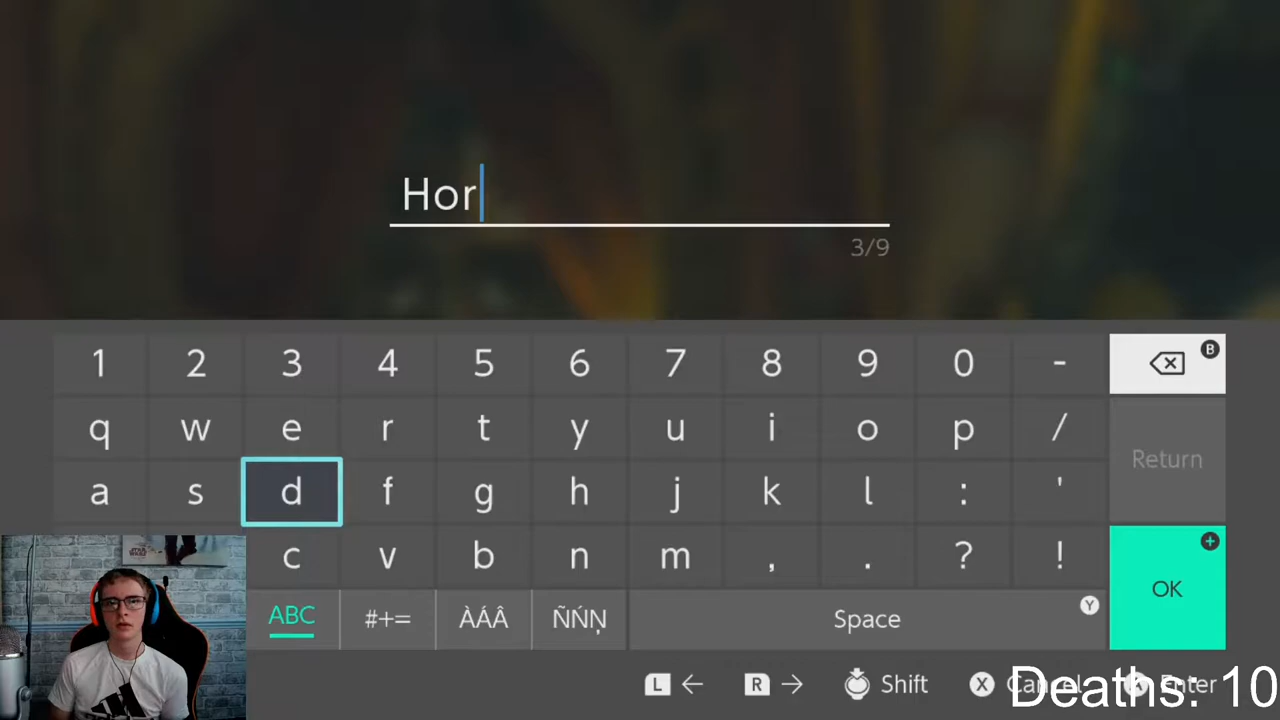 Hor
3/9
1 2 3 4 5 6 7 8 9 0 - B
q w e r t y u i o p /
Return
a s d f g h j k l : '
c v b n m , . ? ! +
OK
ABC #+= ÀÁÂ ÑŃŅ Space Y
L ← R → Shift X Enter
Deaths: 10